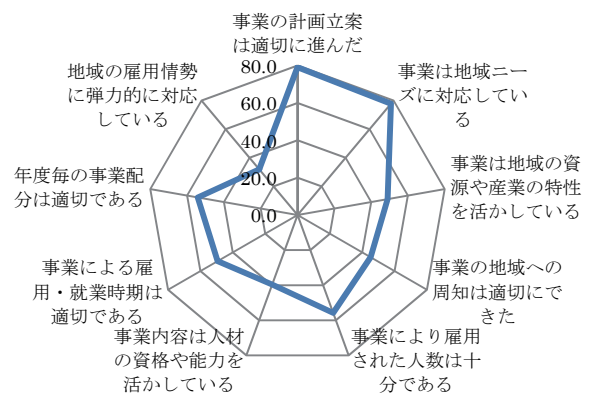 事業の計画立案
は適切に進んだ
80.0
60.0
40.0
20.0
0.0
事業は地域ニー
ズに対応してい
る
事業は地域の資
源や産業の特性
を活かしている
事業の地域への
周知は適切にで
きた
事業により雇用
された人数は十
分である
事業内容は人材
の資格や能力を
活かしている
事業による雇
用・就業時期は
適切である
年度毎の事業配
分は適切である
地域の雇用情勢
に弾力的に対応
している